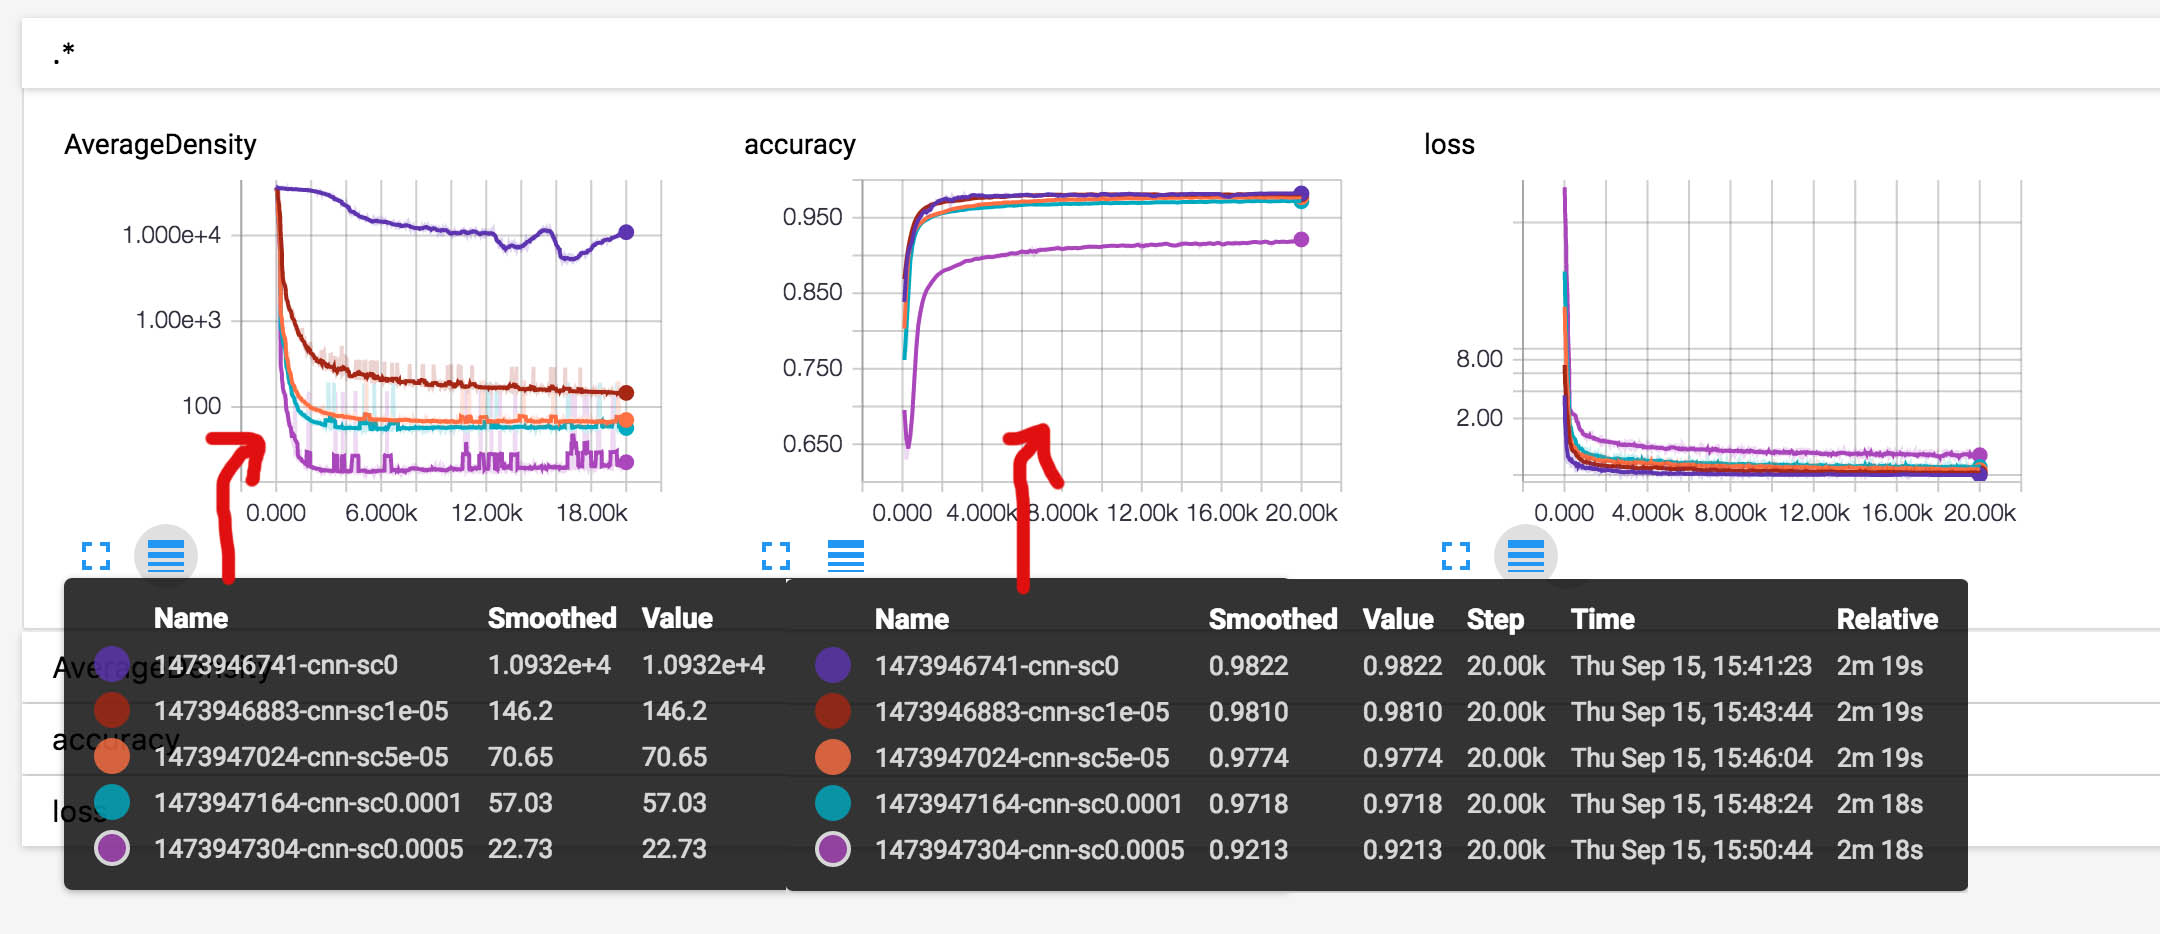 .*
AverageDensity
1.000e+4
1.00e+3
100
0.000 6.000k 12.00k 18.00k
accuracy
0.950
0.850
0.750
0.650
0.000 4.000k 8.000k 12.00k 16.00k 20.00k
loss
8.00
2.00
0.000 4.000k 8.000k 12.00k 16.00k 20.00k
AverageDensity
accuracy
loss
Name Smoothed Value
1473946741-cnn-sc0 1.0932e+4 1.0932e+4
1473946883-cnn-sc1e-05 146.2 146.2
1473947024-cnn-sc5e-05 70.65 70.65
1473947164-cnn-sc0.0001 57.03 57.03
1473947304-cnn-sc0.0005 22.73 22.73
Name Smoothed Value Step Time Relative
1473946741-cnn-sc0 0.9822 0.9822 20.00k Thu Sep 15, 15:41:23 2m 19s
1473946883-cnn-sc1e-05 0.9810 0.9810 20.00k Thu Sep 15, 15:43:44 2m 19s
1473947024-cnn-sc5e-05 0.9774 0.9774 20.00k Thu Sep 15, 15:46:04 2m 19s
1473947164-cnn-sc0.0001 0.9718 0.9718 20.00k Thu Sep 15, 15:48:24 2m 18s
1473947304-cnn-sc0.0005 0.9213 0.9213 20.00k Thu Sep 15, 15:50:44 2m 18s